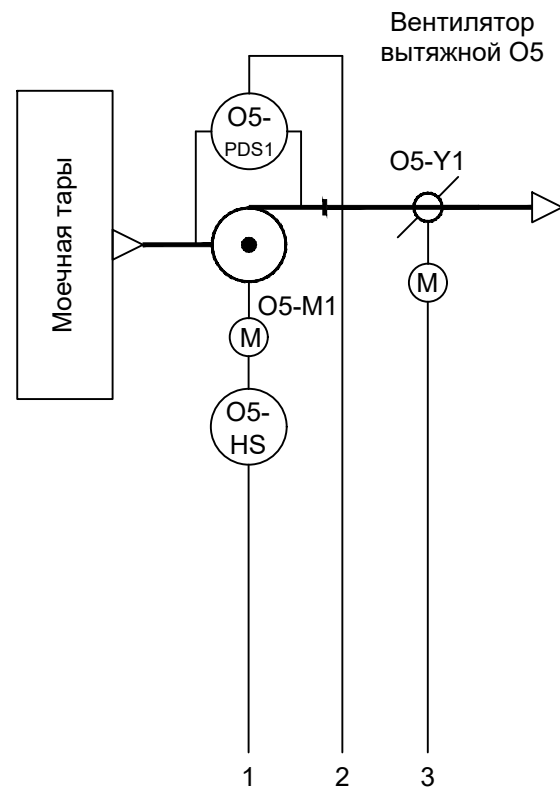 Вентилятор
вытяжной О5
О5-
PDS1
О5-Y1
Моечная тары
М
О5-М1
М
О5-
HS
1
2
3